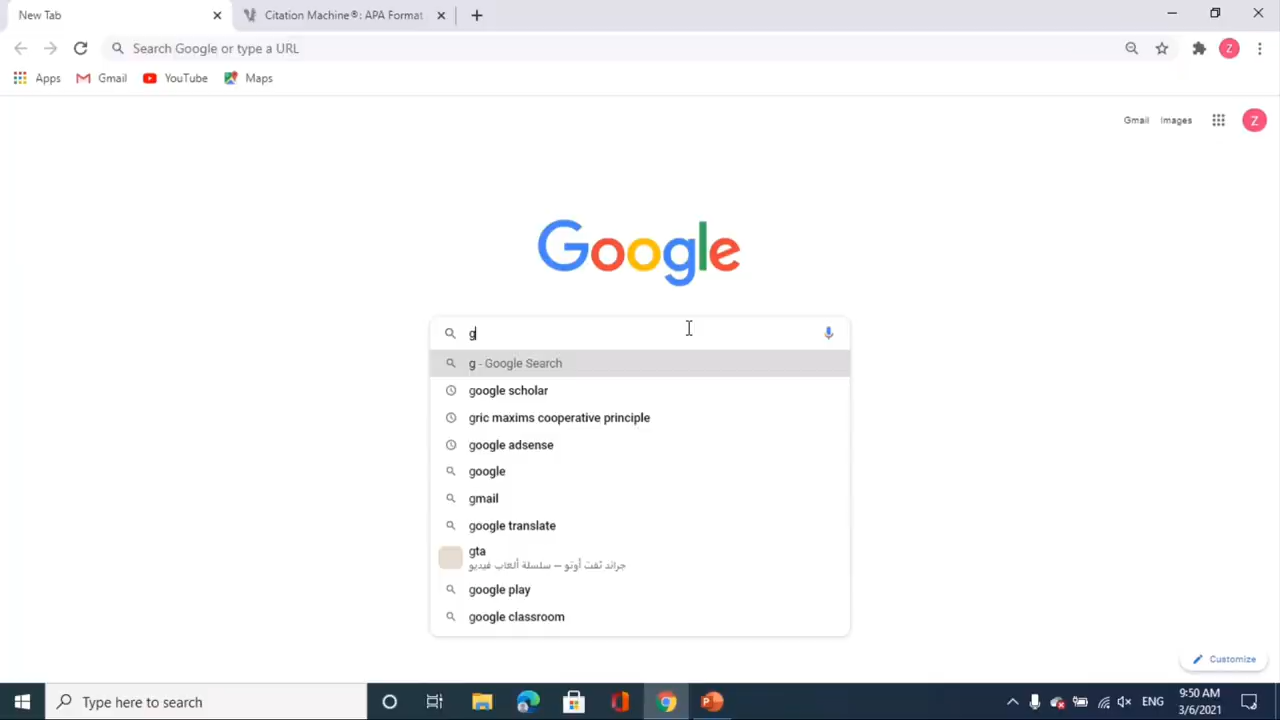 New Tab
Citation Machine®: APA Format
Search Google or type a URL
Z
Apps
Gmail
YouTube
Maps
Gmail
Images
Z
Google
g
g - Google Search
google scholar
gric maxims cooperative principle
google adsense
google
gmail
google translate
gta
جراند ثفت أوتو — سلسلة ألعاب فيديو
google play
google classroom
Customize
Type here to search
ENG
9:50 AM
3/6/2021